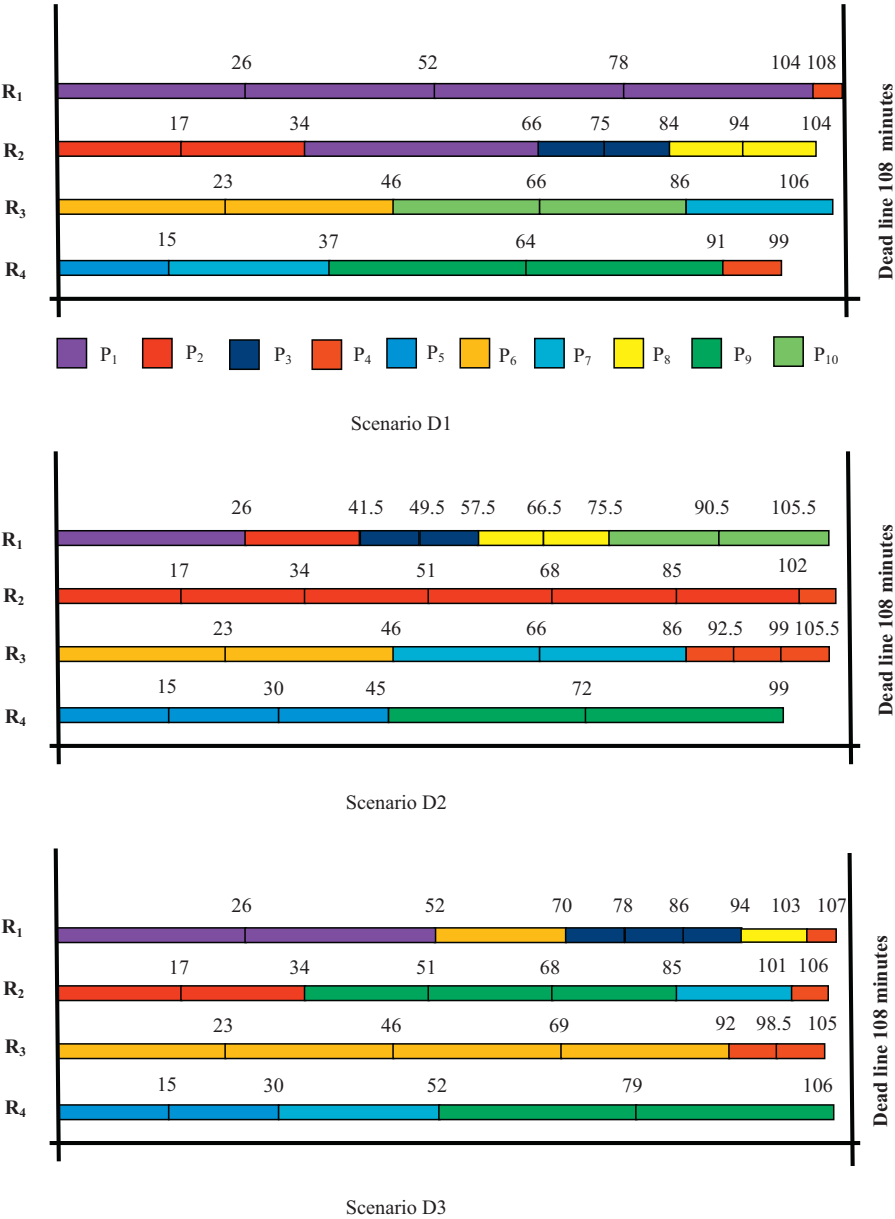 26 52 78 104 108
R1
17 34 66 75 84 94 104
R2
23 46 66 86 106
R3
15 37 64 91 99
R4
Dead line 108 minutes
P1 P2 P3 P4 P5 P6 P7 P8 P9 P10
Scenario D1
26 41.5 49.5 57.5 66.5 75.5 90.5 105.5
R1
17 34 51 68 85 102
R2
23 46 66 86 92.5 99 105.5
R3
15 30 45 72 99
R4
Dead line 108 minutes
Scenario D2
26 52 70 78 86 94 103 107
R1
17 34 51 68 85 101 106
R2
23 46 69 92 98.5 105
R3
15 30 52 79 106
R4
Dead line 108 minutes
Scenario D3